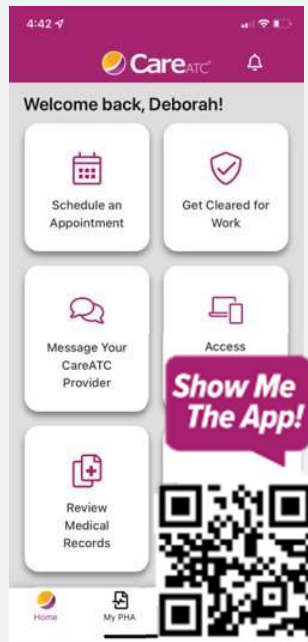 4:42
CareATC
Welcome back, Deborah!
Schedule an
Appointment
Get Cleared for
Work
Message Your
CareATC
Provider
Access
Show Me
The App!
Review
Medical
Records
Home
My PHA